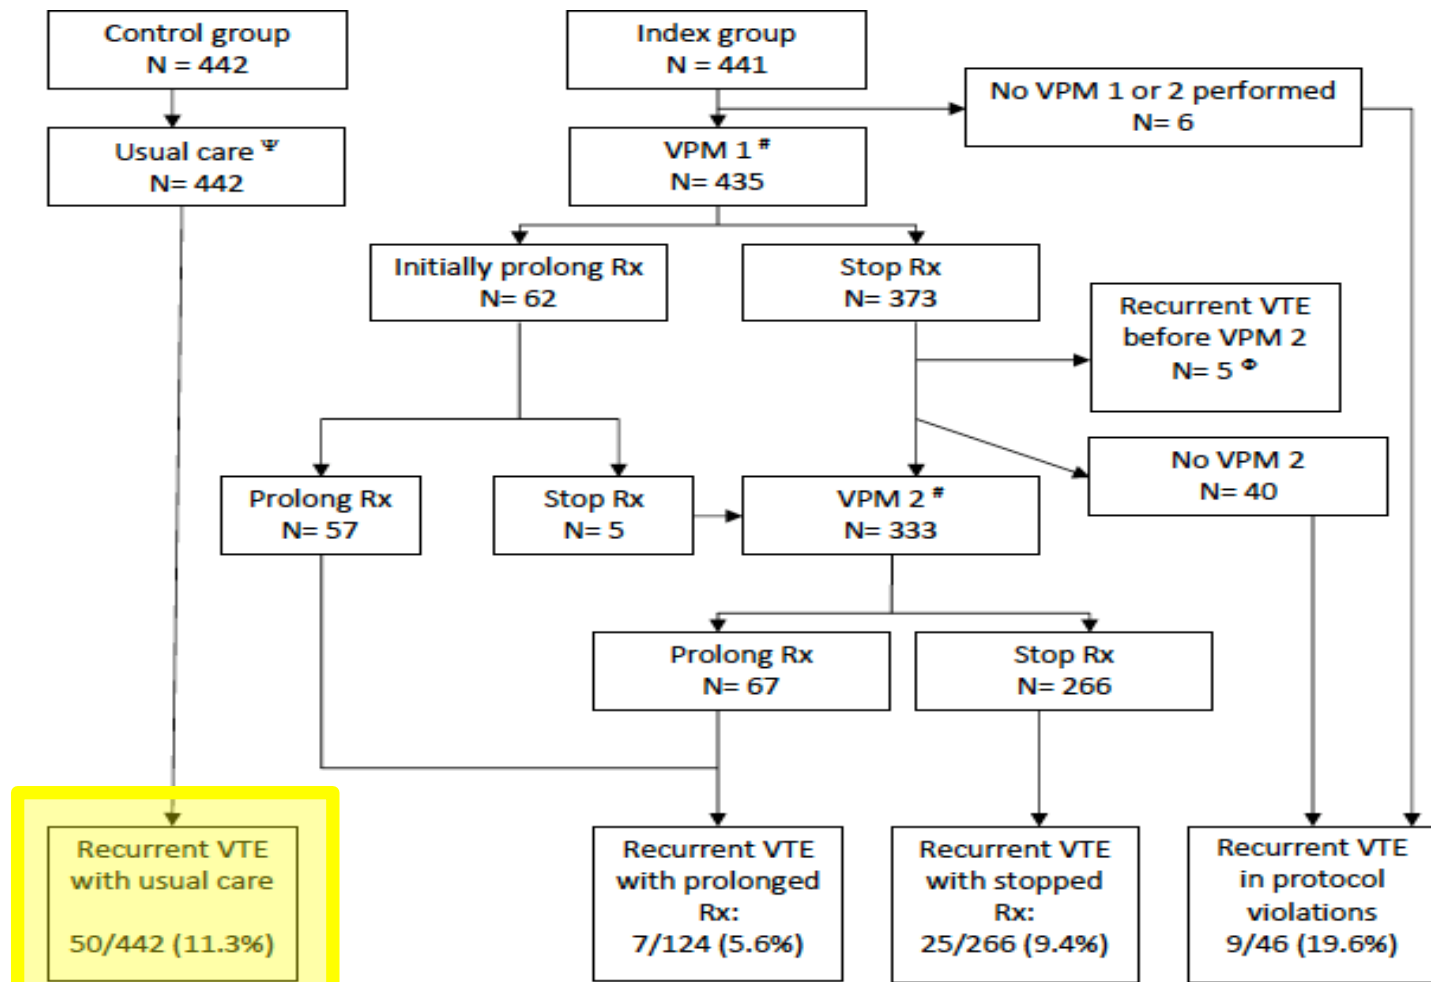 Control group
N = 442
Index group
N = 441
No VPM 1 or 2 performed
N= 6
Usual care Ψ
N= 442
VPM 1 #
N= 435
Initially prolong Rx
N= 62
Stop Rx
N= 373
Recurrent VTE
before VPM 2
N= 5 Φ
No VPM 2
N= 40
Prolong Rx
N= 57
Stop Rx
N= 5
VPM 2 #
N= 333
Prolong Rx
N= 67
Stop Rx
N= 266
Recurrent VTE
with usual care
50/442 (11.3%)
Recurrent VTE
with prolonged
Rx:
7/124 (5.6%)
Recurrent VTE
with stopped
Rx:
25/266 (9.4%)
Recurrent VTE
in protocol
violations
9/46 (19.6%)